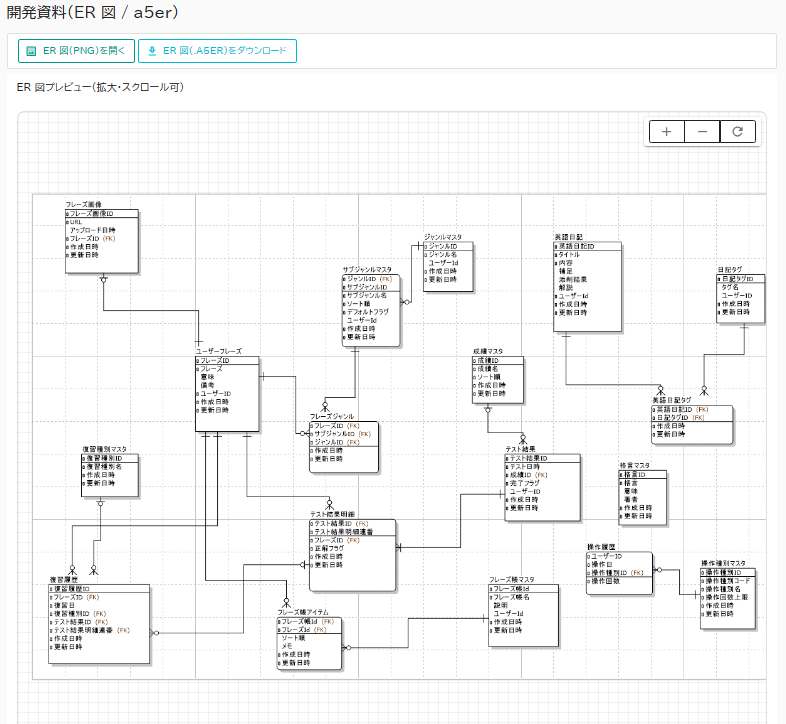 開発資料(ER 図 / a5er)
ER 図(PNG)を開く
ER 図(.A5ER)をダウンロード
ER 図プレビュー(拡大・スクロール可)
フレーズ画像
フレーズ画像ID
URL
アップロード日時
フレーズID (FK)
作成日時
更新日時
ジャンルマスタ
ジャンルID
ジャンル名
ユーザーId
作成日時
更新日時
英語日記
英語日記ID
タイトル
内容
補足
添削結果
解説
ユーザーId
作成日時
更新日時
日記タグ
日記タグID
タグ名
ユーザーID
作成日時
更新日時
サブジャンルマスタ
ジャンルID (FK)
サブジャンルID
サブジャンル名
ソート順
デフォルトフラグ
ユーザーId
作成日時
更新日時
ユーザーフレーズ
フレーズID
フレーズ
意味
備考
ユーザーID
作成日時
更新日時
成績マスタ
成績ID
成績名
ソート順
作成日時
更新日時
英語日記タグ
英語日記ID (FK)
日記タグID (FK)
作成日時
更新日時
フレーズジャンル
フレーズID (FK)
サブジャンルID (FK)
ジャンルID (FK)
作成日時
更新日時
復習種別マスタ
復習種別ID
復習種別名
作成日時
更新日時
テスト結果
テスト結果ID
テスト日時
成績ID (FK)
完了フラグ
ユーザーID
作成日時
更新日時
格言マスタ
格言ID
格言
意味
著者
作成日時
更新日時
テスト結果明細
テスト結果ID (FK)
テスト結果明細連番
フレーズID (FK)
正解フラグ
作成日時
更新日時
操作履歴
ユーザーID
操作日
操作種別ID (FK)
操作回数
操作種別マスタ
操作種別ID
操作種別コード
操作種別名
操作回数上限
作成日時
更新日時
復習履歴
復習履歴ID
フレーズID (FK)
復習日
復習種別ID (FK)
テスト結果ID (FK)
テスト結果明細連番 (FK)
作成日時
更新日時
フレーズ帳マスタ
フレーズ帳Id
フレーズ帳名
説明
ユーザーId
作成日時
更新日時
フレーズ帳アイテム
フレーズ帳Id (FK)
フレーズId (FK)
ソート順
メモ
作成日時
更新日時